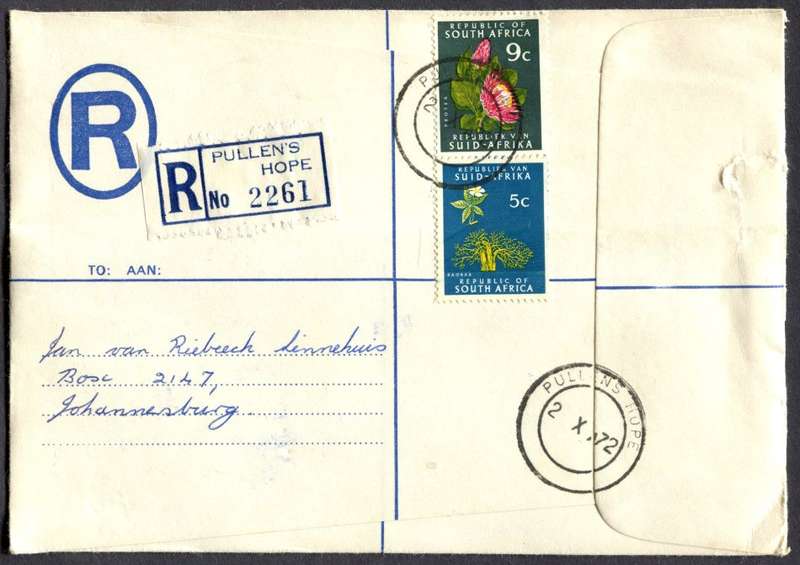 R
R
PULLEN'S
HOPE
No 2261
REPUBLIC OF
SOUTH AFRICA
9c
PROTEA
REPUBLIEK VAN
SUID-AFRIKA
REPUBLIEK VAN
SUID-AFRIKA
5c
BAOBAB
REPUBLIC OF
SOUTH AFRICA
TO: AAN:
Jan van Riebeeck Sinnehuis
Box 2147,
Johannesburg.
PULLENS HOPE
2 X 72